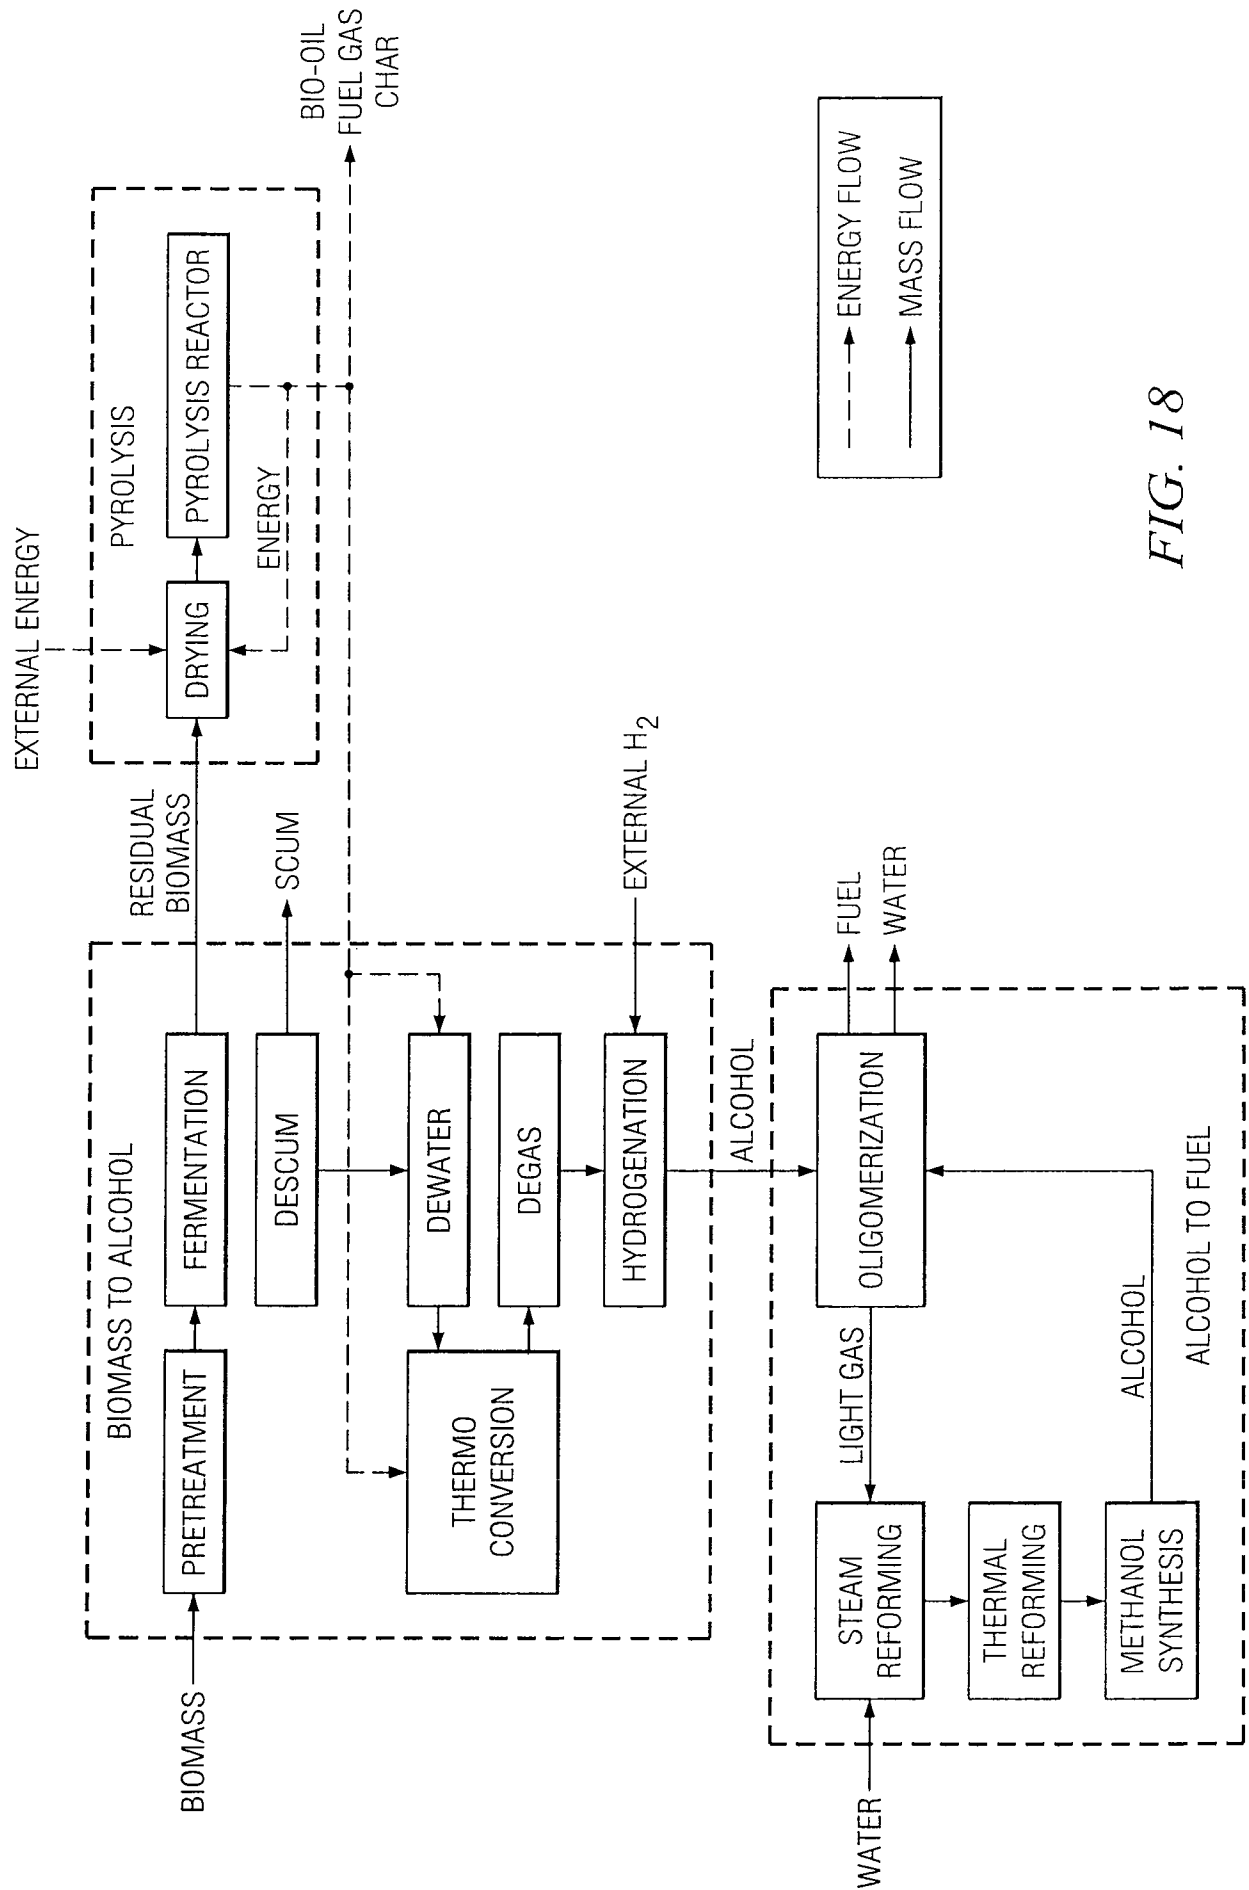 EXTERNAL ENERGY
PYROLYSIS
DRYING
PYROLYSIS REACTOR
ENERGY
BIO-OIL
FUEL GAS
CHAR
RESIDUAL
BIOMASS
BIOMASS TO ALCOHOL
BIOMASS
PRETREATMENT
FERMENTATION
DESCUM
SCUM
DEWATER
THERMO
CONVERSION
DEGAS
HYDROGENATION
EXTERNAL H2
ALCOHOL
OLIGOMERIZATION
FUEL
WATER
LIGHT GAS
WATER
STEAM
REFORMING
THERMAL
REFORMING
METHANOL
SYNTHESIS
ALCOHOL
ALCOHOL TO FUEL
ENERGY FLOW
MASS FLOW
FIG. 18